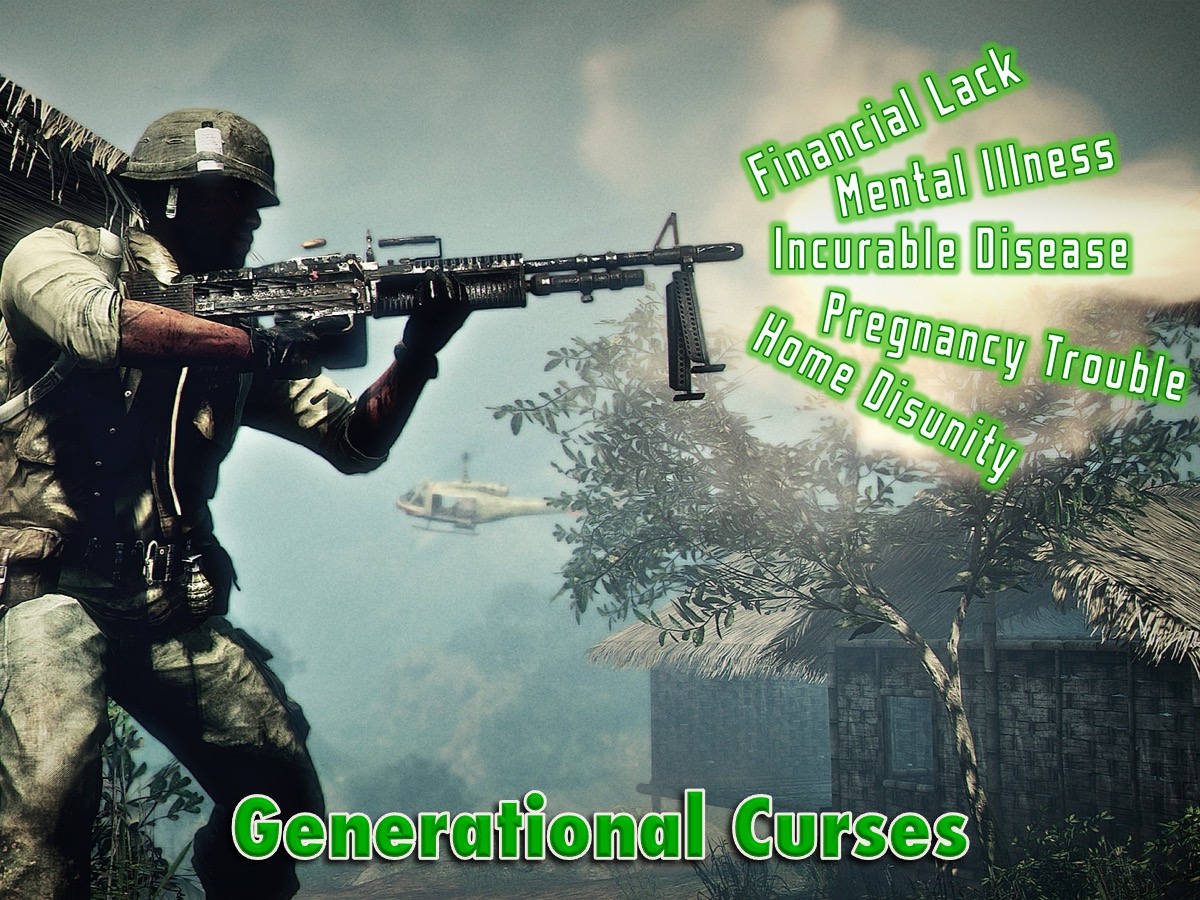 Financial Lack
Mental Illness
Incurable Disease
Pregnancy Trouble
Home Disunity
Generational Curses